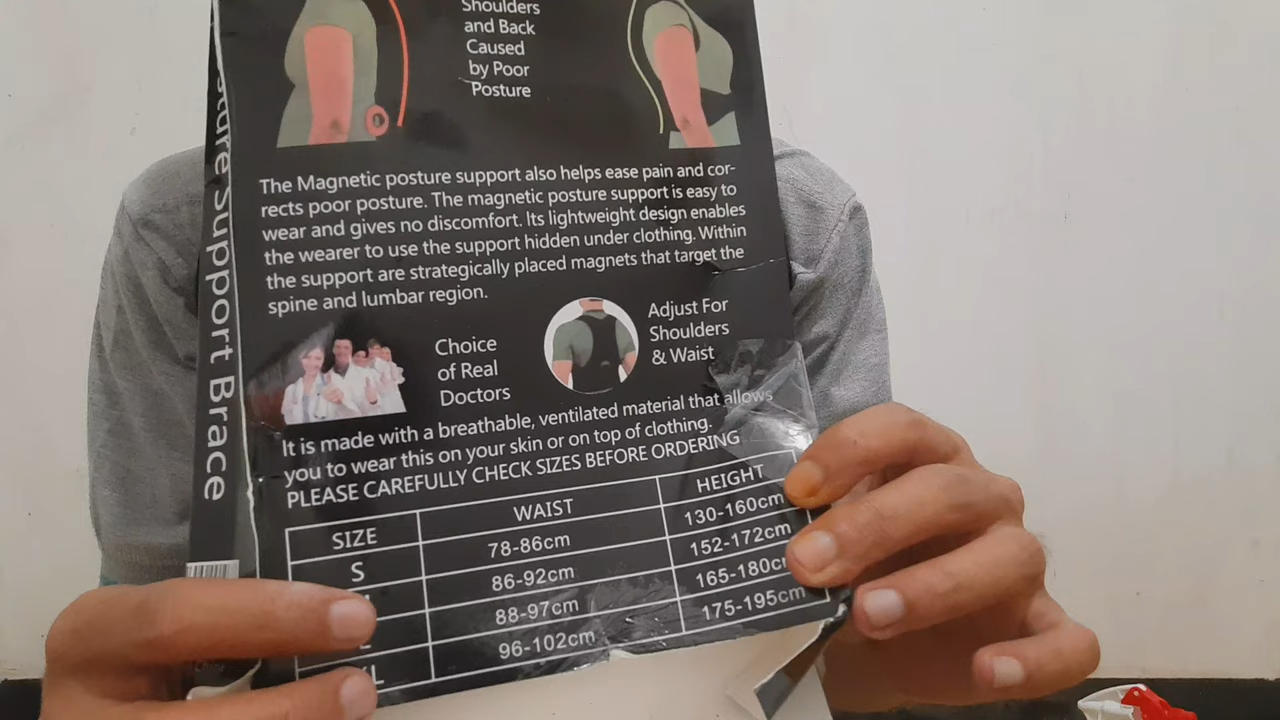 Shoulders
and Back
Caused
by Poor
Posture
The Magnetic posture support also helps ease pain and cor-
rects poor posture. The magnetic posture support is easy to
wear and gives no discomfort. Its lightweight design enables
the wearer to use the support hidden under clothing. Within
the support are strategically placed magnets that target the
spine and lumbar region.
Choice
of Real
Doctors
Adjust For
Shoulders
& Waist
It is made with a breathable, ventilated material that allows
you to wear this on your skin or on top of clothing.
PLEASE CAREFULLY CHECK SIZES BEFORE ORDERING
SIZE WAIST HEIGHT
S 78-86cm 130-160cm
86-92cm 152-172cm
88-97cm 165-180cm
96-102cm 175-195cm
Support Brace